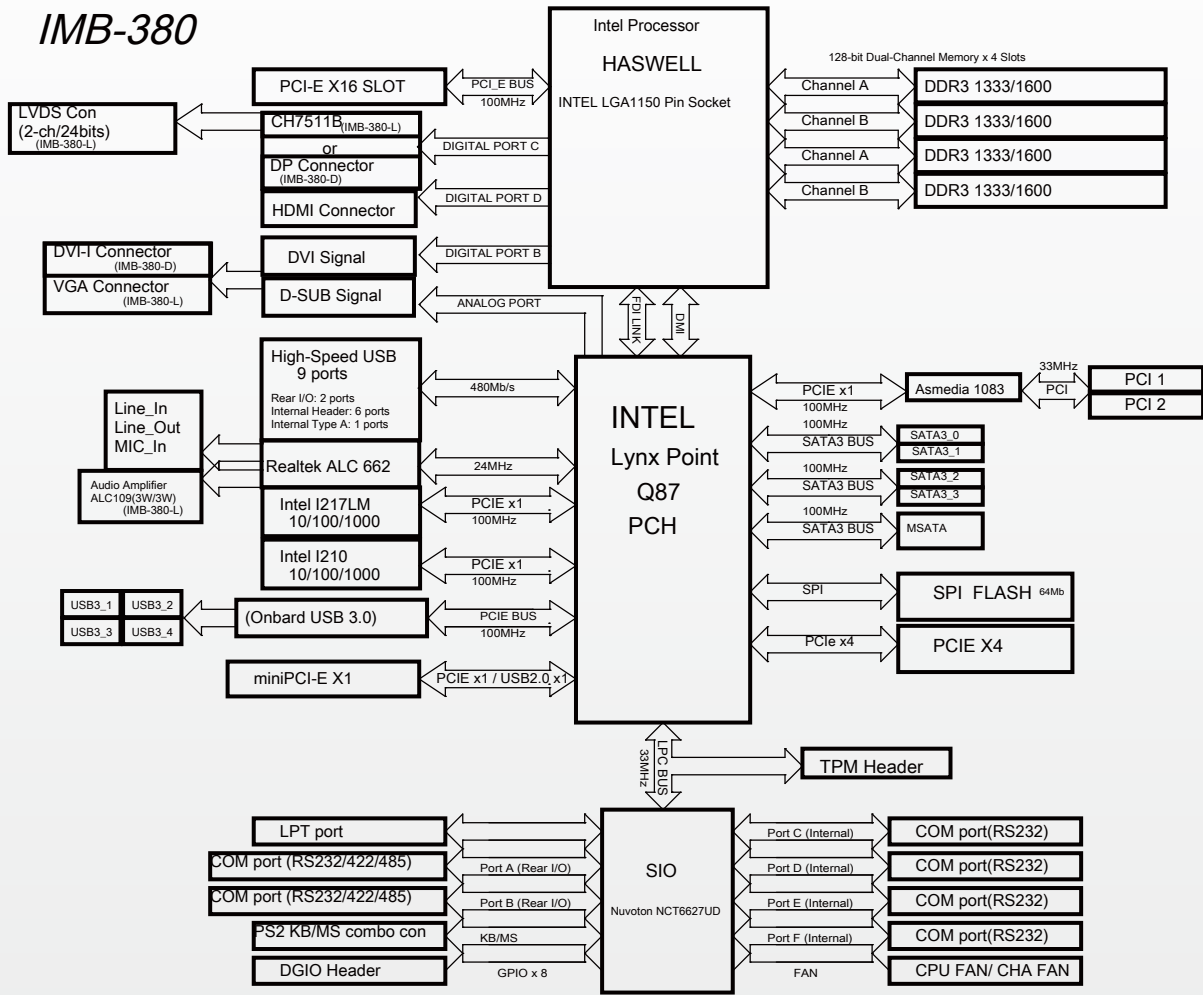 IMB-380
Intel Processor
HASWELL
INTEL LGA1150 Pin Socket
128-bit Dual-Channel Memory x 4 Slots
PCI-E X16 SLOT
PCI_E BUS
100MHz
Channel A
DDR3 1333/1600
Channel B
DDR3 1333/1600
Channel A
DDR3 1333/1600
Channel B
DDR3 1333/1600
LVDS Con
(2-ch/24bits)
(IMB-380-L)
CH7511B(IMB-380-L)
or
DP Connector
(IMB-380-D)
DIGITAL PORT C
HDMI Connector
DIGITAL PORT D
DVI-I Connector
(IMB-380-D)
VGA Connector
(IMB-380-L)
DVI Signal
DIGITAL PORT B
D-SUB Signal
ANALOG PORT
FDI LINK
DMI
High-Speed USB
9 ports
Rear I/O: 2 ports
Internal Header: 6 ports
Internal Type A: 1 ports
480Mb/s
Line_In
Line_Out
MIC_In
Realtek ALC 662
24MHz
Audio Amplifier
ALC109(3W/3W)
(IMB-380-L)
Intel I217LM
10/100/1000
PCIE x1
100MHz
Intel I210
10/100/1000
PCIE x1
100MHz
USB3_1
USB3_2
USB3_3
USB3_4
(Onbard USB 3.0)
PCIE BUS
100MHz
miniPCI-E X1
PCIE x1 / USB2.0 x1
INTEL
Lynx Point
Q87
PCH
PCIE x1
100MHz
Asmedia 1083
33MHz
PCI
PCI 1
PCI 2
100MHz
SATA3 BUS
SATA3_0
SATA3_1
100MHz
SATA3 BUS
SATA3_2
SATA3_3
100MHz
SATA3 BUS
MSATA
SPI
SPI FLASH 64Mb
PCIe x4
PCIE X4
LPC BUS
33MHz
TPM Header
SIO
Nuvoton NCT6627UD
LPT port
COM port (RS232/422/485)
Port A (Rear I/O)
COM port (RS232/422/485)
Port B (Rear I/O)
PS2 KB/MS combo con
KB/MS
DGIO Header
GPIO x 8
Port C (Internal)
COM port(RS232)
Port D (Internal)
COM port(RS232)
Port E (Internal)
COM port(RS232)
Port F (Internal)
COM port(RS232)
FAN
CPU FAN/ CHA FAN